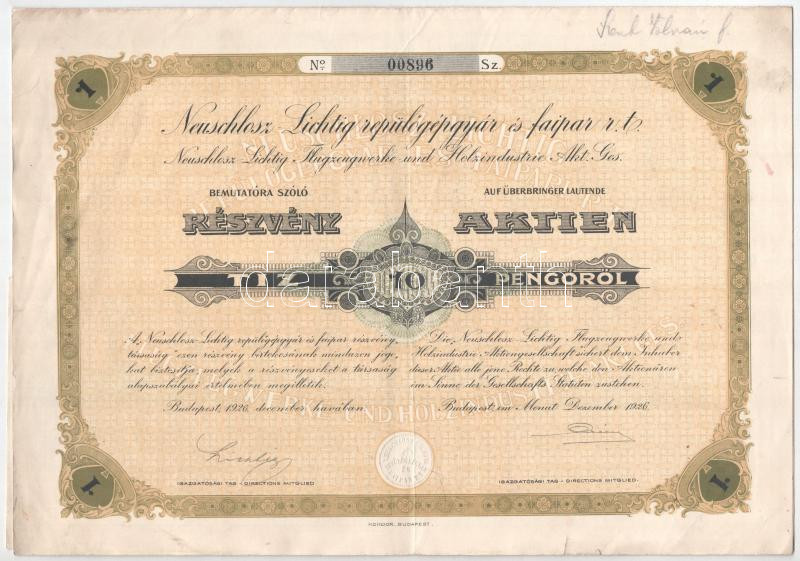 No 00896 Sz.
1 1
Neuschlosz Lichtig repülőgépgyár és faipar r.t.
Neuschlosz Lichtig Flugzeugwerke und Holzindustrie Akt. Ges.
BEMUTATÓRA SZÓLÓ
RÉSZVÉNY
AUF ÜBERBRINGER LAUTENDE
AKTIEN
TIZ 10 PENGŐRŐL
A Neuschlosz-Lichtig repülőgépgyár és faipar részvény,
társaság ezen részvény birtokosának mindazon jogo,
kat biztosítja, melyek a részvényeseket a társaság
alapszabályai értelmében megilletik.
Budapest, 1926. december havában.
Die Neuschlosz Lichtig Flugzeugwerke und
Holzindustrie Aktiengesellschaft sichert dem Inhaber
dieser Aktie alle jene Rechte zu, welche den Aktionären
im Sinne der Gesellschafts Statuten zustehen.
Budapest, im Monat Dezember 1926.
IGAZGATÓSÁGI TAG - DIRECTIONS MITGLIED
IGAZGATÓSÁGI TAG - DIRECTIONS MITGLIED
1. 1.
KONDOR, BUDAPEST.